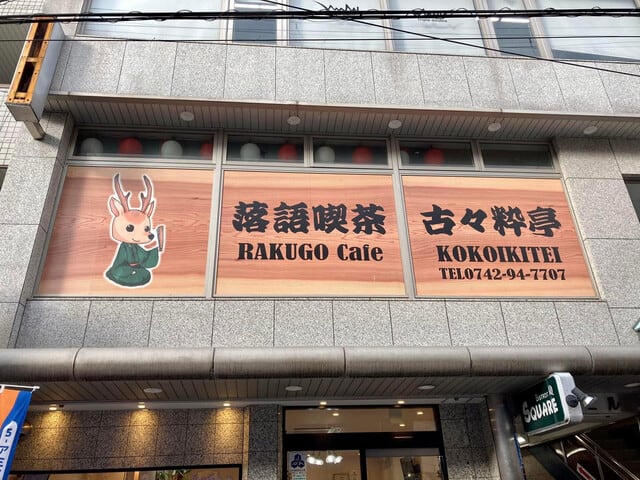 落語喫茶
RAKUGO Cafe
古々粋亭
KOKOIKITEI
TEL0742-94-7707
SQUARE